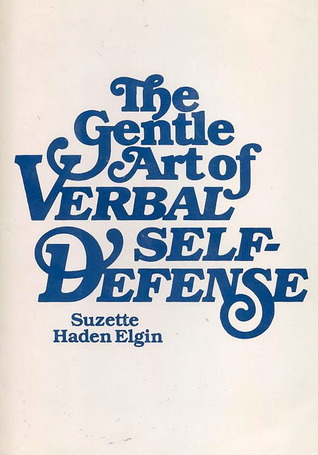 The
Gentle
Art of
VERBAL
SELF-
DEFENSE
Suzette
Haden Elgin